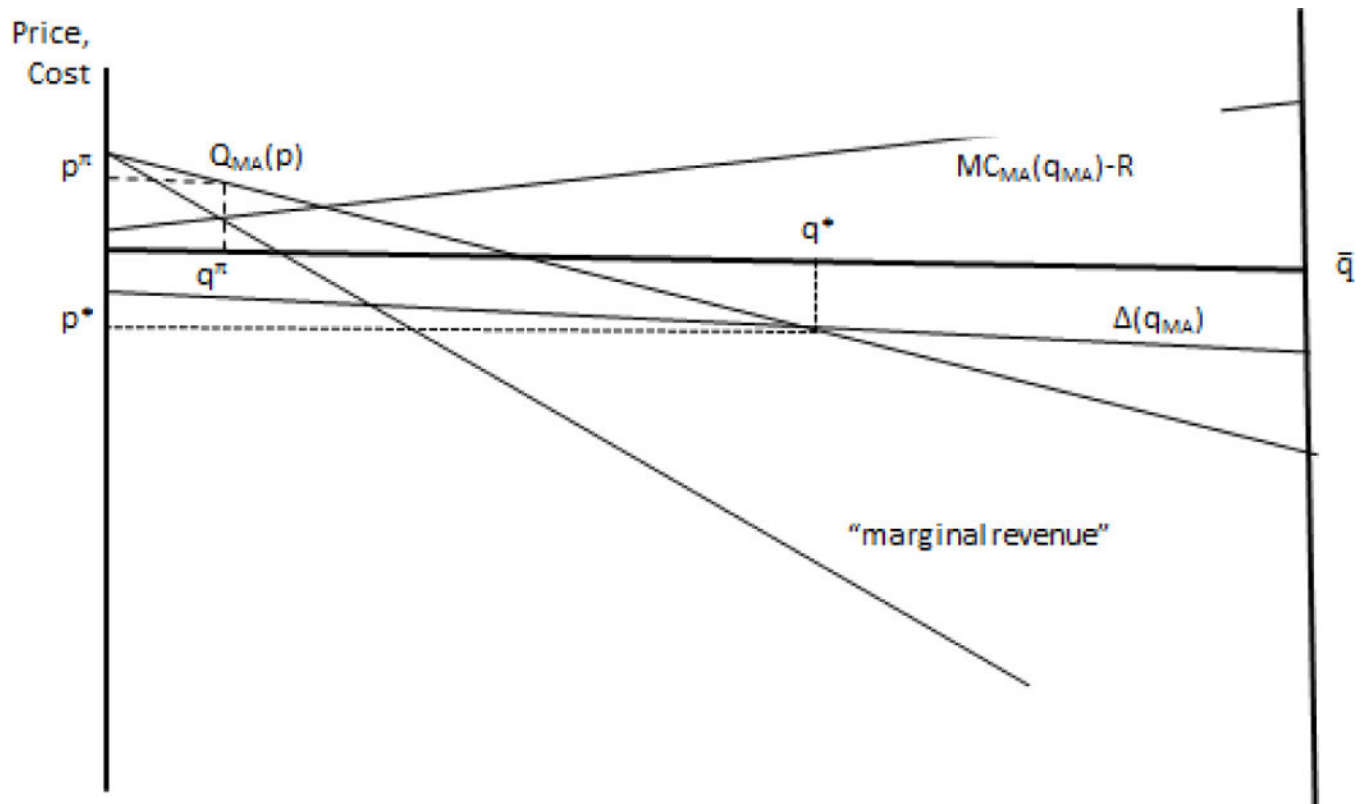 Price,
Cost
p^π
Q_MA(p)
MC_MA(q_MA)-R
q*
q^π
q̄
p*
Δ(q_MA)
“marginal revenue”